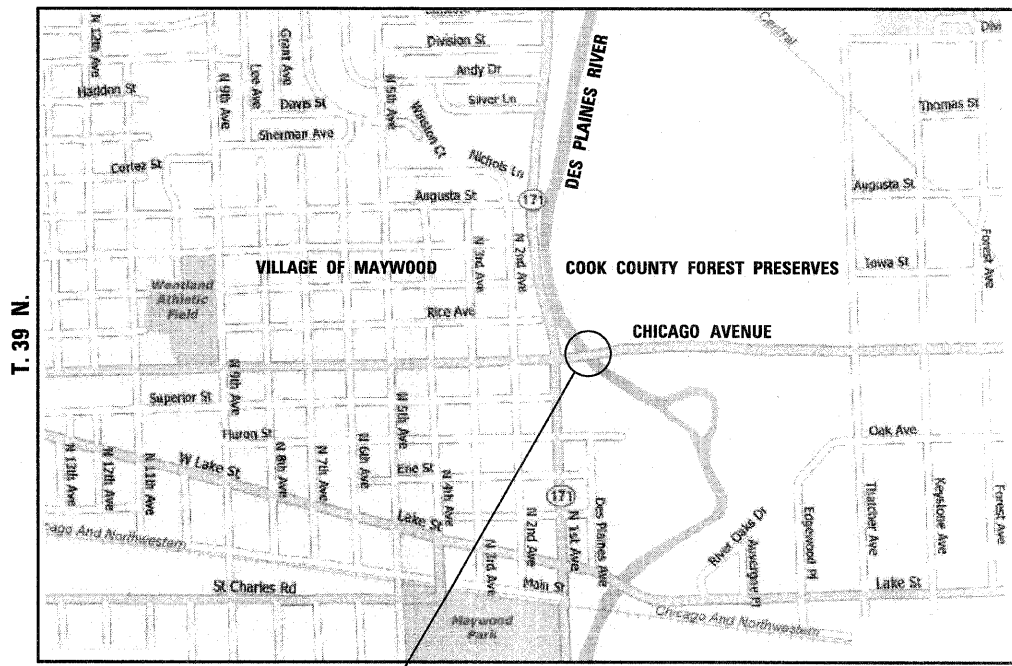 T. 39 N.
N 12th Ave
Grant Ave
Division St
Central
Andy Dr
Haddon St
N 9th Ave
Lee Ave
Davis St
N 5th Ave
Silver Ln
Thomas St
Sherman Ave
Winston Ct
DES PLAINES RIVER
Cortez St
Nichols Ln
Augusta St
171
Augusta St
N 3rd Ave
N 2nd Ave
Forest Ave
VILLAGE OF MAYWOOD
COOK COUNTY FOREST PRESERVES
Iowa St
Athletic
Field
Rice Ave
CHICAGO AVENUE
N 9th Ave
Superior St
N 5th Ave
Huron St
Oak Ave
W Lake St
N 13th Ave
N 12th Ave
N 11th Ave
N 8th Ave
N 7th Ave
N 6th Ave
Erie St
N 4th Ave
171
Lake St
N 3rd Ave
N 2nd Ave
N 1st Ave
Des Plaines Ave
River Oaks Dr
Auvergne Pl
Edgewood Pl
Thatcher Ave
Keystone Ave
Forest Ave
ago And Northwestern
St Charles Rd
Main St
Lake St
Chicago And Northwestern
Maywood
Park